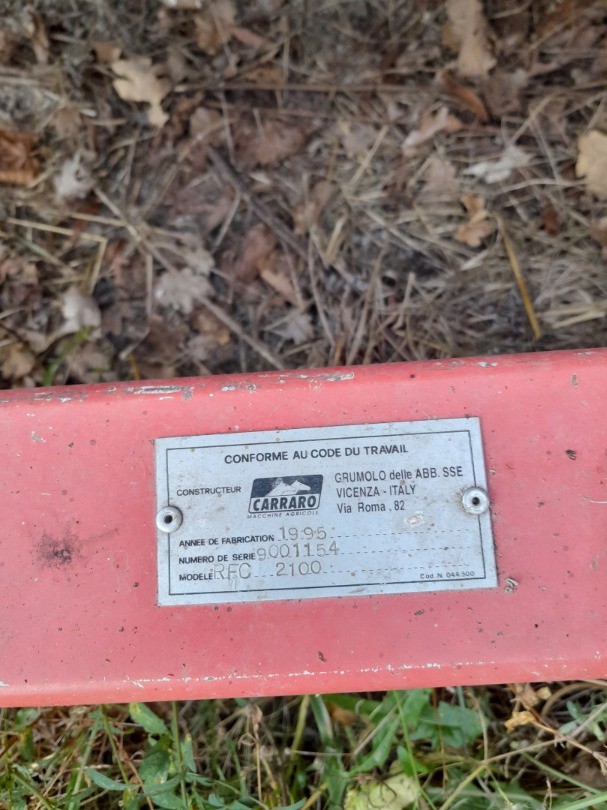 CONFORME AU CODE DU TRAVAIL
CONSTRUCTEUR
CARRARO
MACCHINE AGRICOLE
GRUMOLO delle ABB. SSE
VICENZA - ITALY
Via Roma, 82
ANNEE DE FABRICATION 1995
NUMERO DE SERIE 9001154
MODELE RFC 2100
Cod. N. 044.500